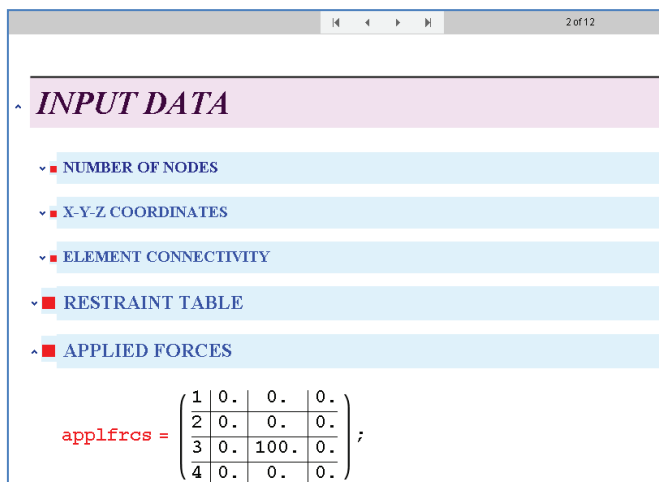 2 of 12
INPUT DATA
NUMBER OF NODES
X-Y-Z COORDINATES
ELEMENT CONNECTIVITY
RESTRAINT TABLE
APPLIED FORCES
1 0. 0. 0.
2 0. 0. 0.
applfrcs = ;
3 0. 100. 0.
4 0. 0. 0.